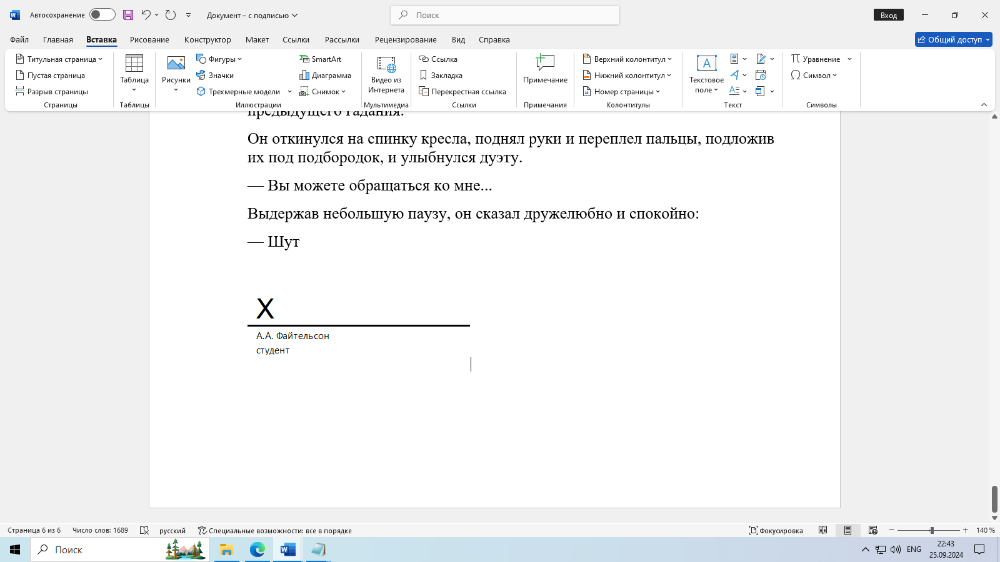 Автосохранение
Документ – с подписью
Поиск
Вход
Файл Главная Вставка Рисование Конструктор Макет Ссылки Рассылки Рецензирование Вид Справка
Общий доступ
Титульная страница
Пустая страница
Разрыв страницы
Страницы
Таблица
Таблицы
Рисунки
Фигуры
Значки
Трехмерные модели
SmartArt
Диаграмма
Снимок
Иллюстрации
Видео из
Интернета
Мультимедиа
Ссылка
Закладка
Перекрестная ссылка
Ссылки
Примечание
Примечания
Верхний колонтитул
Нижний колонтитул
Номер страницы
Колонтитулы
Текстовое
поле
Текст
Уравнение
Символ
Символы
предыдущего гадания.
Он откинулся на спинку кресла, поднял руки и переплел пальцы, подложив
их под подбородок, и улыбнулся дуэту.
— Вы можете обращаться ко мне...
Выдержав небольшую паузу, он сказал дружелюбно и спокойно:
— Шут
X
А.А. Файтельсон
студент
Страница 6 из 6 Число слов: 1689 русский Специальные возможности: все в порядке Фокусировка 140 %
Поиск
ENG
22:43
25.09.2024